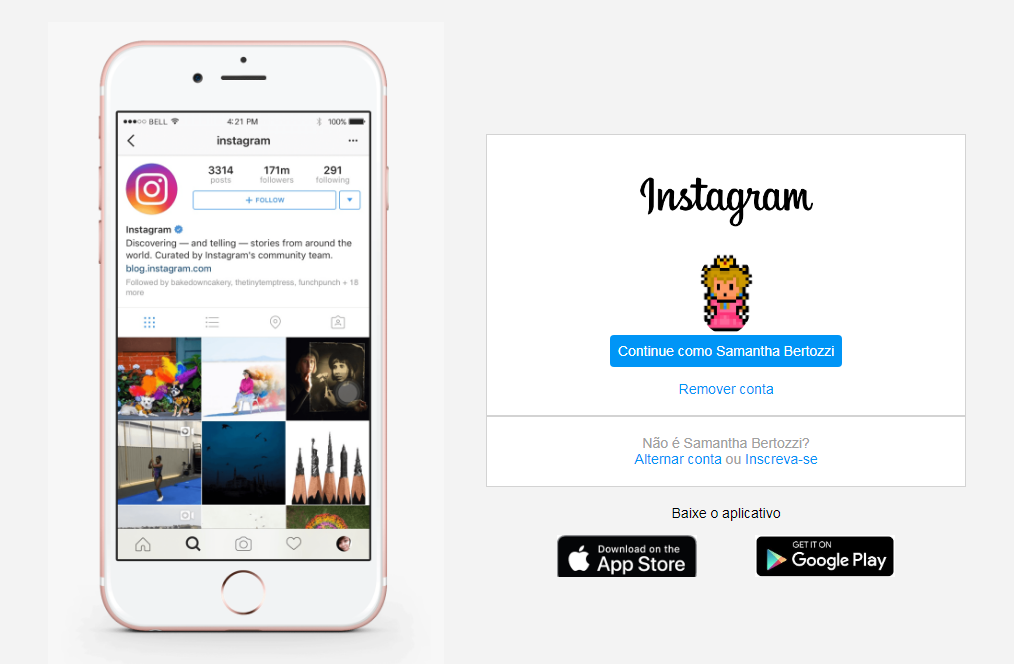 ●●●○○ BELL 4:21 PM 100%
instagram
3314 171m 291
posts followers following
+ FOLLOW
Instagram
Discovering — and telling — stories from around the
world. Curated by Instagram's community team.
blog.instagram.com
Followed by bakedowncakery, thetinytemptress, lunchpunch + 18
more
Instagram
Continue como Samantha Bertozzi
Remover conta
Não é Samantha Bertozzi?
Alternar conta ou Inscreva-se
Baixe o aplicativo
Download on the
App Store
GET IT ON
Google Play